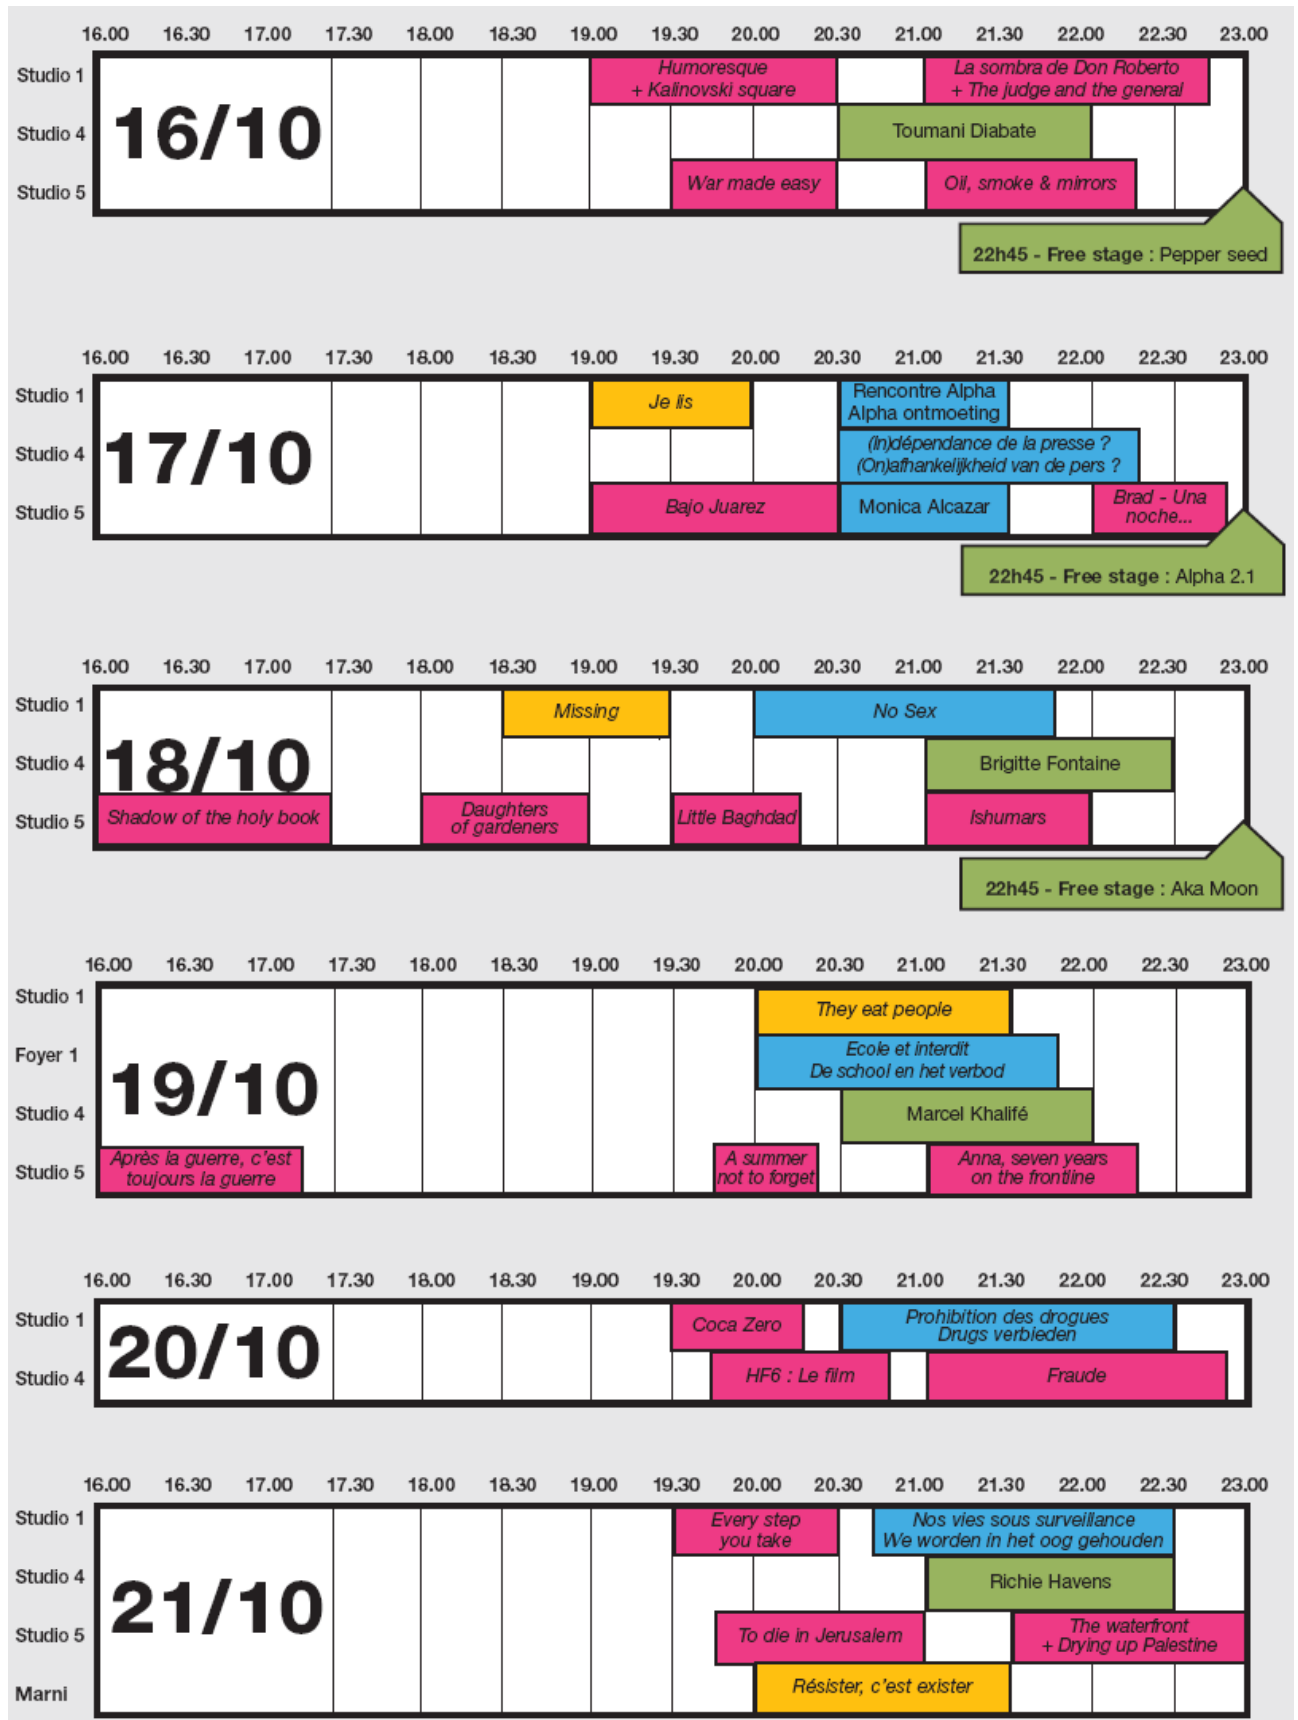 16.00 16.30 17.00 17.30 18.00 18.30 19.00 19.30 20.00 20.30 21.00 21.30 22.00 22.30 23.00
Studio 1
Humoresque
+ Kalinovski square
La sombra de Don Roberto
+ The judge and the general
16/10
Studio 4
Toumani Diabate
Studio 5
War made easy
Oil, smoke & mirrors
22h45 - Free stage : Pepper seed
16.00 16.30 17.00 17.30 18.00 18.30 19.00 19.30 20.00 20.30 21.00 21.30 22.00 22.30 23.00
Studio 1
Je lis
Rencontre Alpha
Alpha ontmoeting
17/10
Studio 4
(In)dépendance de la presse ?
(On)afhankelijkheid van de pers ?
Studio 5
Bajo Juarez
Monica Alcazar
Brad - Una
noche...
22h45 - Free stage : Alpha 2.1
16.00 16.30 17.00 17.30 18.00 18.30 19.00 19.30 20.00 20.30 21.00 21.30 22.00 22.30 23.00
Studio 1
Missing
No Sex
18/10
Studio 4
Brigitte Fontaine
Studio 5
Shadow of the holy book
Daughters
of gardeners
Little Baghdad
Ishumars
22h45 - Free stage : Aka Moon
16.00 16.30 17.00 17.30 18.00 18.30 19.00 19.30 20.00 20.30 21.00 21.30 22.00 22.30 23.00
Studio 1
They eat people
Foyer 1
Ecole et interdit
De school en het verbod
19/10
Studio 4
Marcel Khalifé
Studio 5
Après la guerre, c'est
toujours la guerre
A summer
not to forget
Anna, seven years
on the frontline
16.00 16.30 17.00 17.30 18.00 18.30 19.00 19.30 20.00 20.30 21.00 21.30 22.00 22.30 23.00
Studio 1
Coca Zero
Prohibition des drogues
Drugs verbieden
20/10
Studio 4
HF6 : Le film
Fraude
16.00 16.30 17.00 17.30 18.00 18.30 19.00 19.30 20.00 20.30 21.00 21.30 22.00 22.30 23.00
Studio 1
Every step
you take
Nos vies sous surveillance
We worden in het oog gehouden
Studio 4
Richie Havens
21/10
Studio 5
To die in Jerusalem
The waterfront
+ Drying up Palestine
Marni
Résister, c'est exister